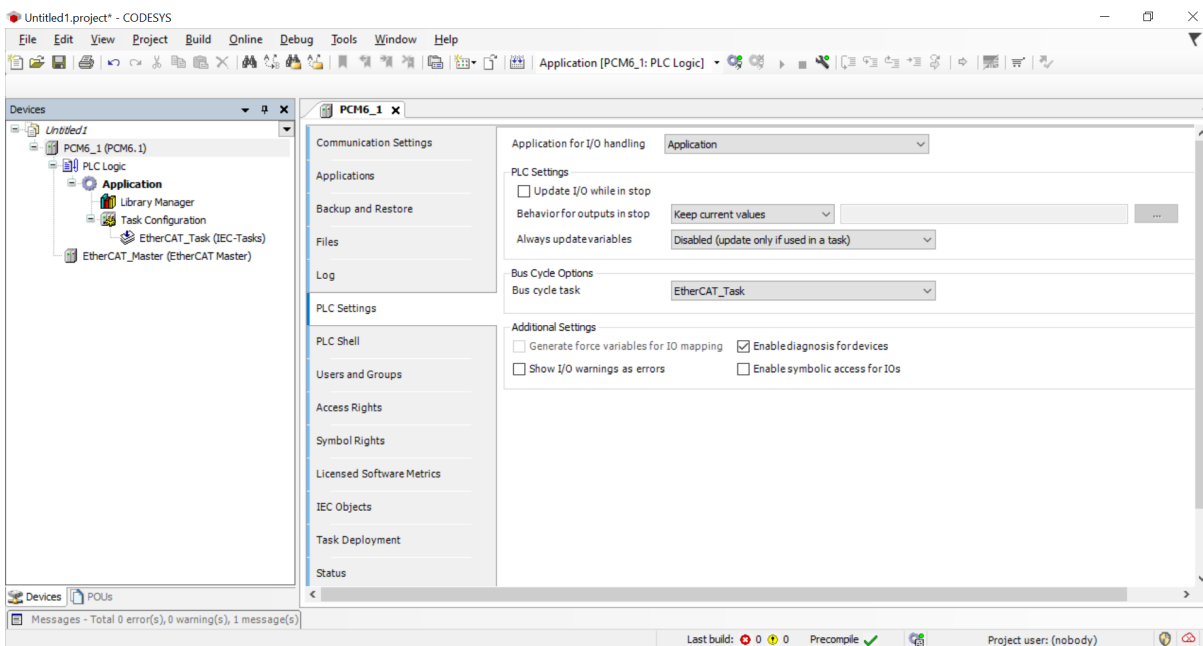 Untitled1.project* - CODESYS
File Edit View Project Build Online Debug Tools Window Help
Application [PCM6_1: PLC Logic]
Devices
Untitled1
PCM6_1 (PCM6.1)
PLC Logic
Application
Library Manager
Task Configuration
EtherCAT_Task (IEC-Tasks)
EtherCAT_Master (EtherCAT Master)
Devices POUs
PCM6_1
Communication Settings
Applications
Backup and Restore
Files
Log
PLC Settings
PLC Shell
Users and Groups
Access Rights
Symbol Rights
Licensed Software Metrics
IEC Objects
Task Deployment
Status
Application for I/O handling Application
PLC Settings
Update I/O while in stop
Behavior for outputs in stop Keep current values ...
Always update variables Disabled (update only if used in a task)
Bus Cycle Options
Bus cycle task EtherCAT_Task
Additional Settings
Generate force variables for IO mapping Enable diagnosis for devices
Show I/O warnings as errors Enable symbolic access for IOs
Messages - Total 0 error(s), 0 warning(s), 1 message(s)
Last build: 0 0 Precompile Project user: (nobody)